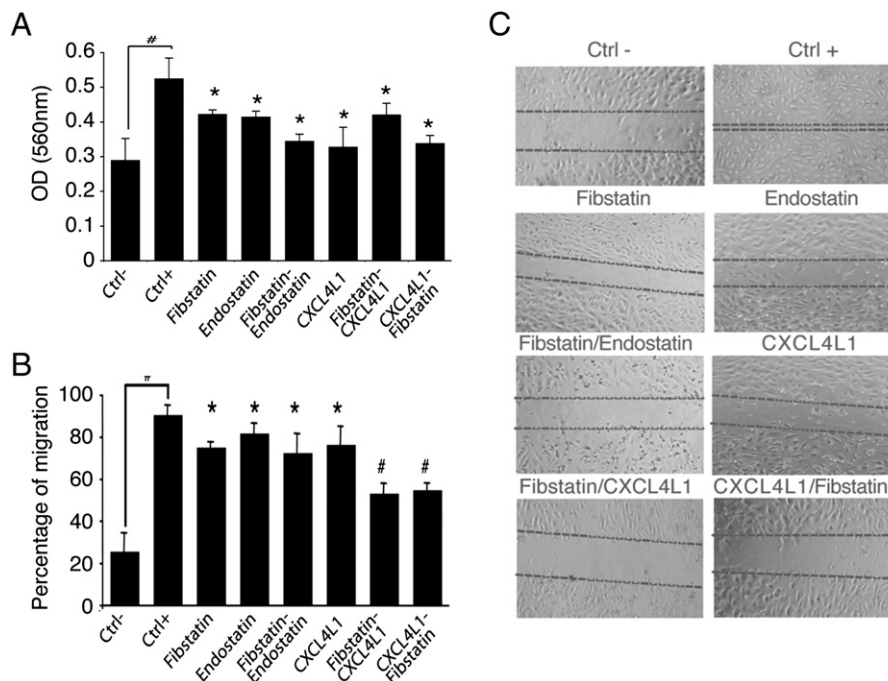 A
#
0.6
0.5
0.4
0.3
0.2
0.1
0
OD (560nm)
* * * * * *
Ctrl-
Ctrl+
Fibstatin
Endostatin
Fibstatin-
Endostatin
CXCL4L1
Fibstatin-
CXCL4L1
CXCL4L1-
Fibstatin
B
100
80
60
40
20
0
Percentage of migration
* * * * # #
Ctrl-
Ctrl+
Fibstatin
Endostatin
Fibstatin-
Endostatin
CXCL4L1
Fibstatin-
CXCL4L1
CXCL4L1-
Fibstatin
C
Ctrl - Ctrl +
Fibstatin Endostatin
Fibstatin/Endostatin CXCL4L1
Fibstatin/CXCL4L1 CXCL4L1/Fibstatin